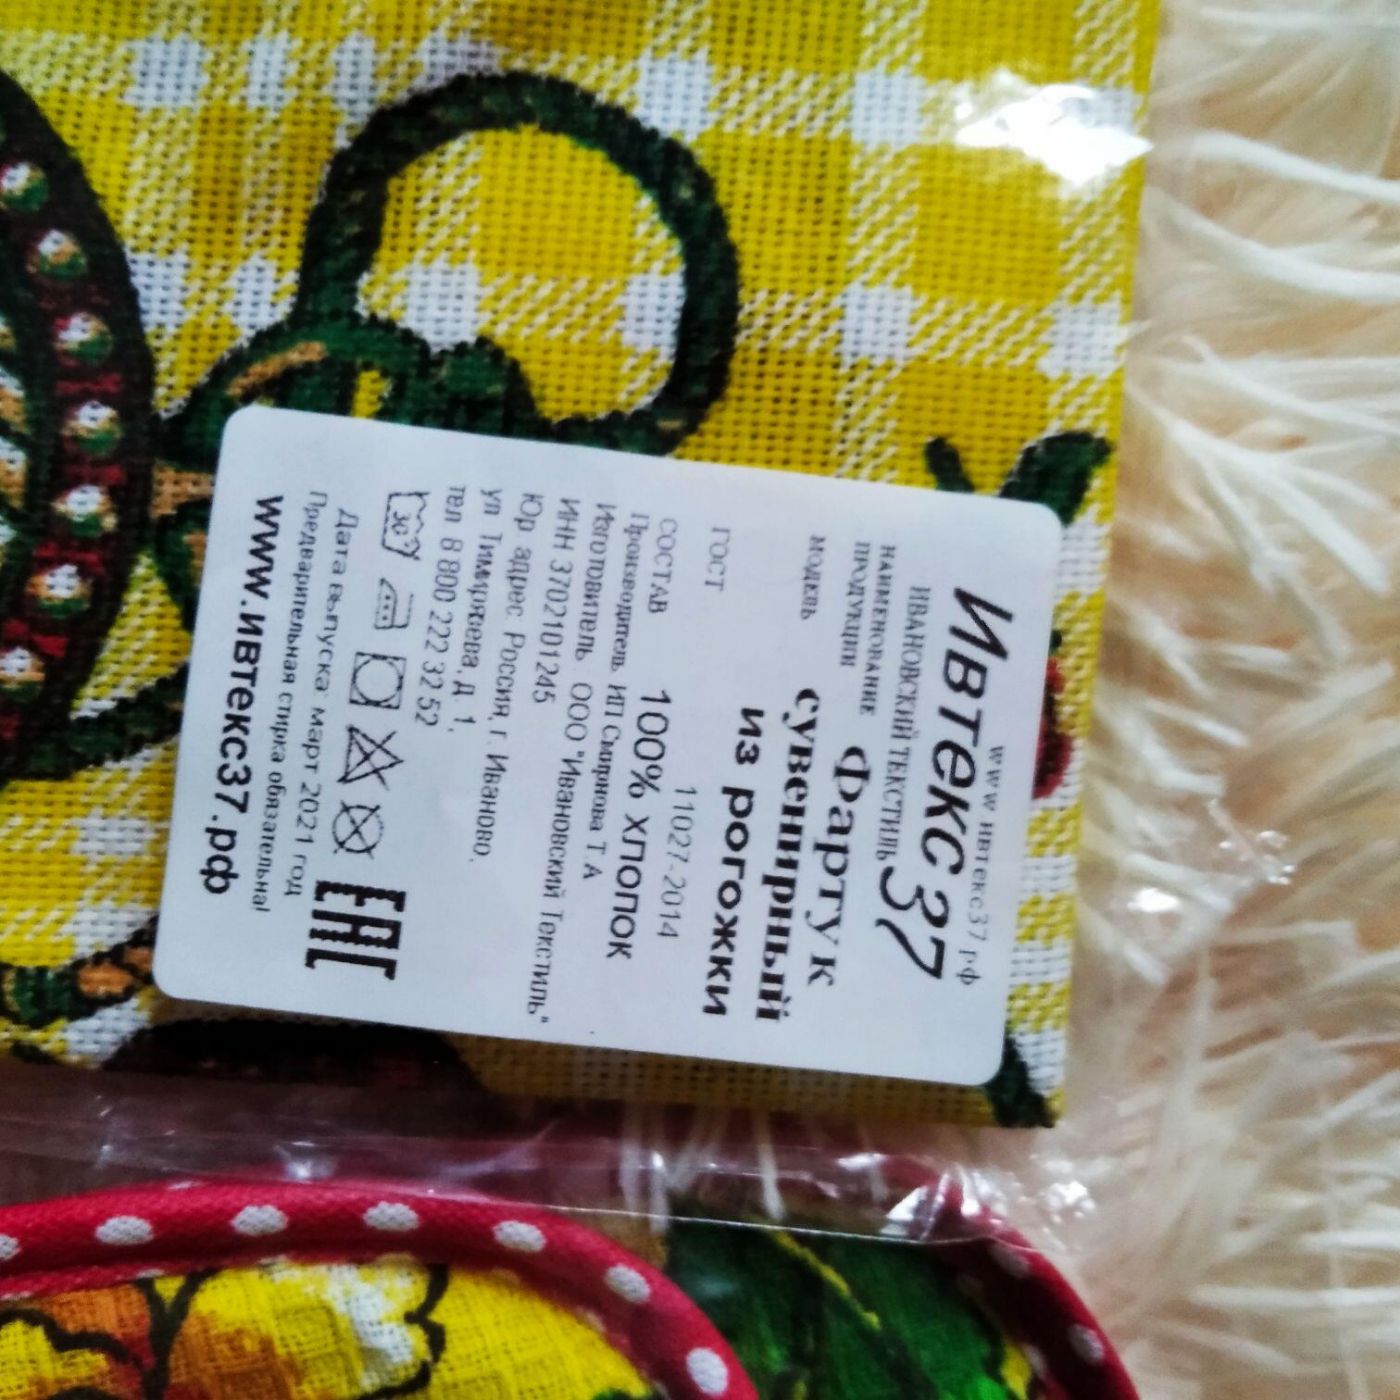 www ивтекс37 рф
Ивтекс37
ИВАНОВСКИЙ ТЕКСТИЛЬ
НАИМЕНОВАНИЕ
ПРОДУКЦИИ Фартук
МОДЕЛЬ сувенирный
из рогожки
ГОСТ 11027-2014
СОСТАВ 100% хлопок
Производитель ИП Смирнова Т.А
Изготовитель ООО "Ивановский Текстиль"
ИНН 3702101245
Юр. адрес: Россия, г. Иваново.
ул Тимирязева, д 1,
тел 8 800 222 32 52
30
EAC
Дата выпуска: март 2021 год
Предварительная стирка обязательна!
www.ивтекс37.рф